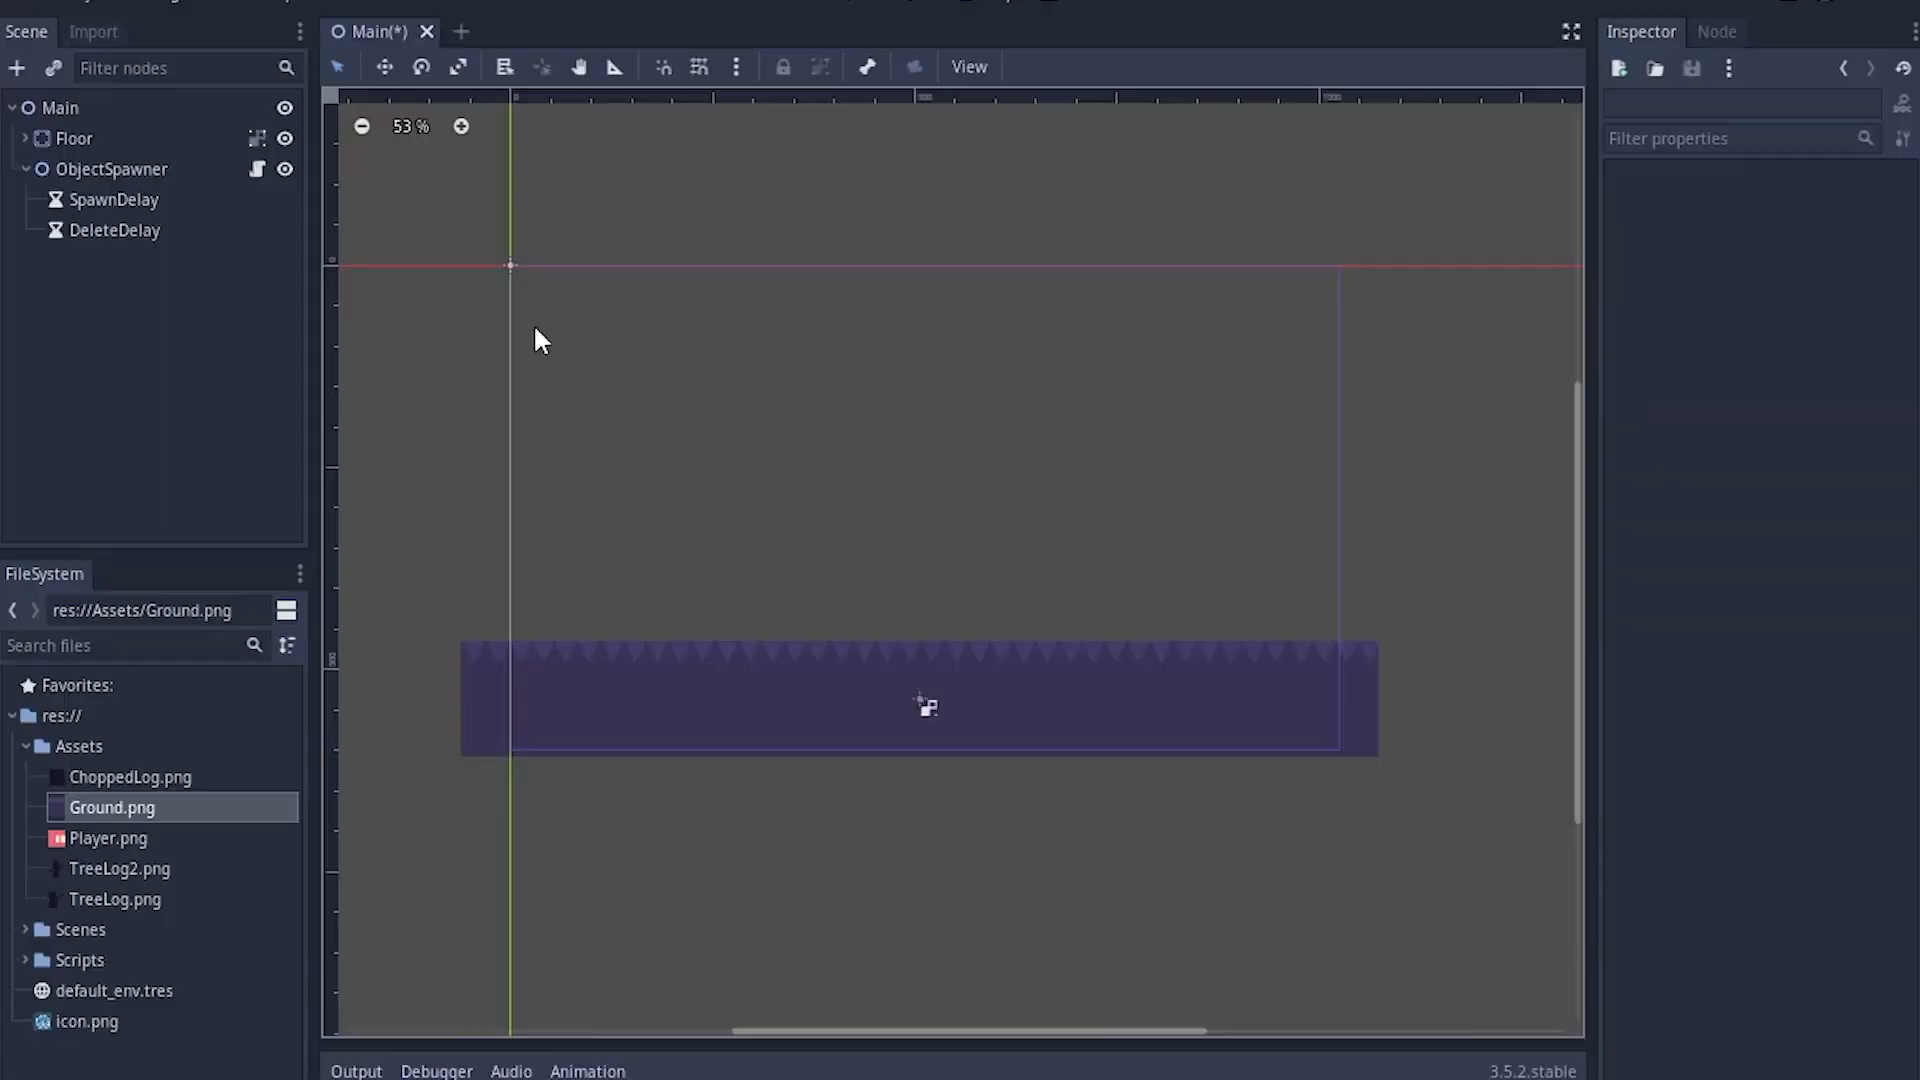 Scene Import
Filter nodes
Main
Floor
ObjectSpawner
SpawnDelay
DeleteDelay
FileSystem
res://Assets/Ground.png
Search files
Favorites:
res://
Assets
ChoppedLog.png
Ground.png
Player.png
TreeLog2.png
TreeLog.png
Scenes
Scripts
default_env.tres
icon.png
Main(*)
View
53 %
Output Debugger Audio Animation
3.5.2.stable
Inspector Node
Filter properties